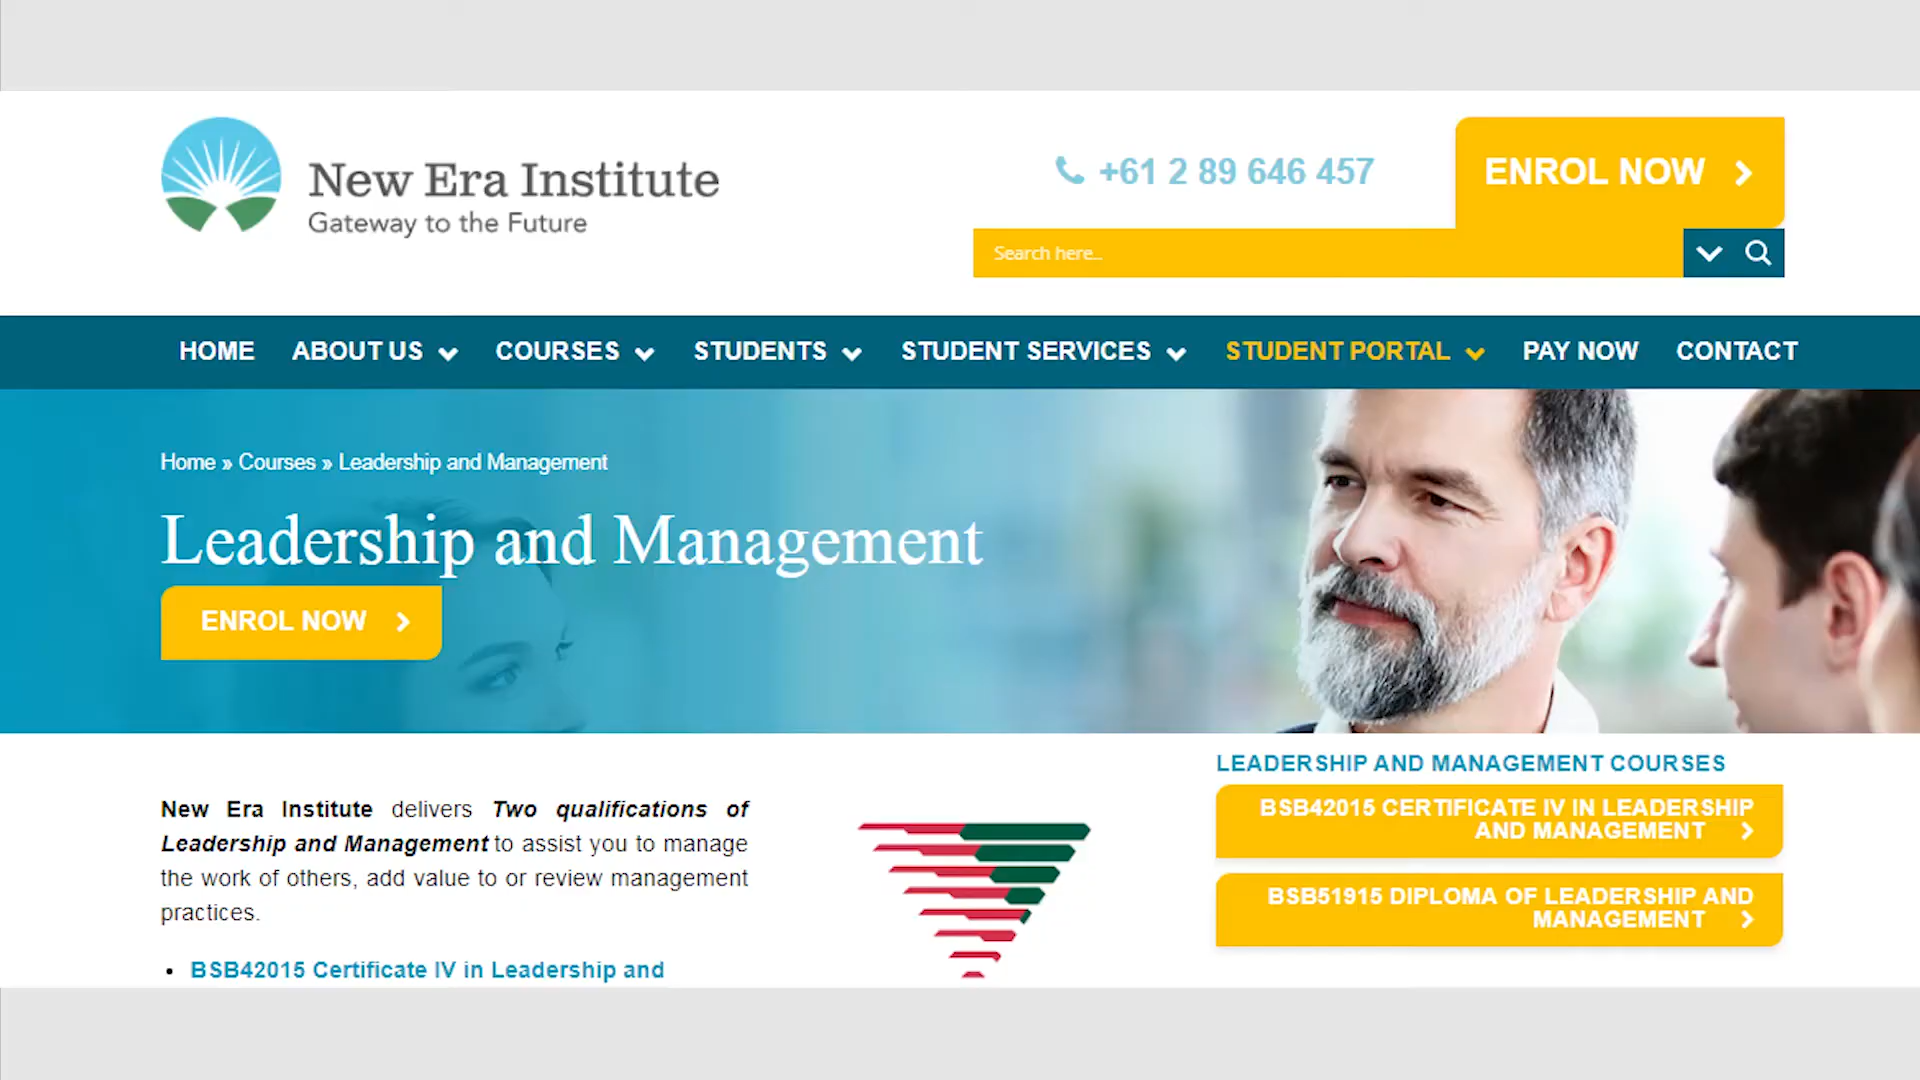 New Era Institute
Gateway to the Future
+61 2 89 646 457
ENROL NOW
Search here...
HOME ABOUT US COURSES STUDENTS STUDENT SERVICES STUDENT PORTAL PAY NOW CONTACT
Home » Courses » Leadership and Management
Leadership and Management
ENROL NOW
New Era Institute delivers Two qualifications of
Leadership and Management to assist you to manage
the work of others, add value to or review management
practices.
• BSB42015 Certificate IV in Leadership and
LEADERSHIP AND MANAGEMENT COURSES
BSB42015 CERTIFICATE IV IN LEADERSHIP
AND MANAGEMENT
BSB51915 DIPLOMA OF LEADERSHIP AND
MANAGEMENT